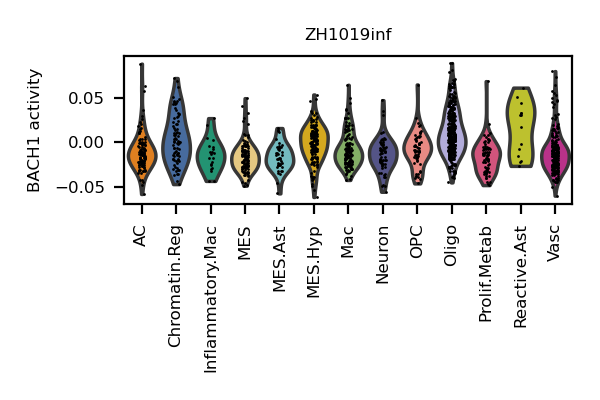 ZH1019inf
BACH1 activity
0.05
0.00
−0.05
AC
Chromatin.Reg
Inflammatory.Mac
MES
MES.Ast
MES.Hyp
Mac
Neuron
OPC
Oligo
Prolif.Metab
Reactive.Ast
Vasc